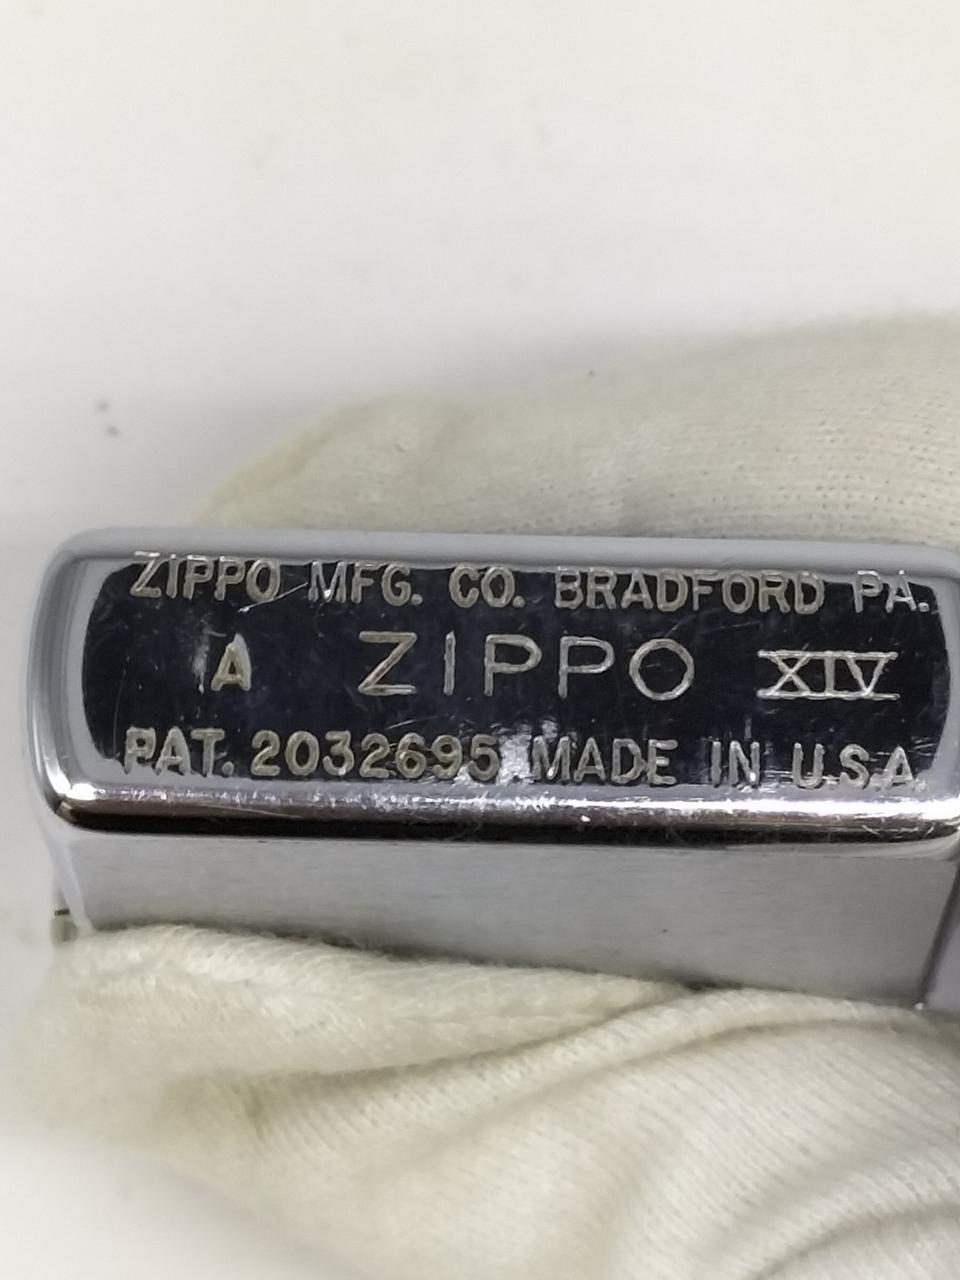 ZIPPO MFG. CO. BRADFORD PA.
A ZIPPO XIV
PAT. 2032695 MADE IN U.S.A.